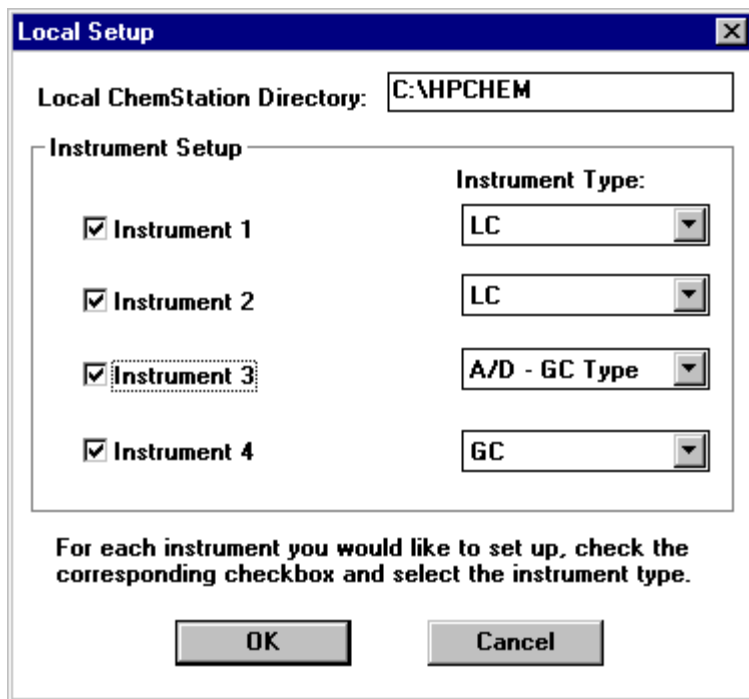 Local Setup
Local ChemStation Directory: C:\HPCHEM
Instrument Setup
Instrument Type:
Instrument 1 LC
Instrument 2 LC
Instrument 3 A/D - GC Type
Instrument 4 GC
For each instrument you would like to set up, check the
corresponding checkbox and select the instrument type.
OK Cancel